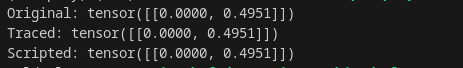 Original: tensor([[0.0000, 0.4951]])
Traced: tensor([[0.0000, 0.4951]])
Scripted: tensor([[0.0000, 0.4951]])